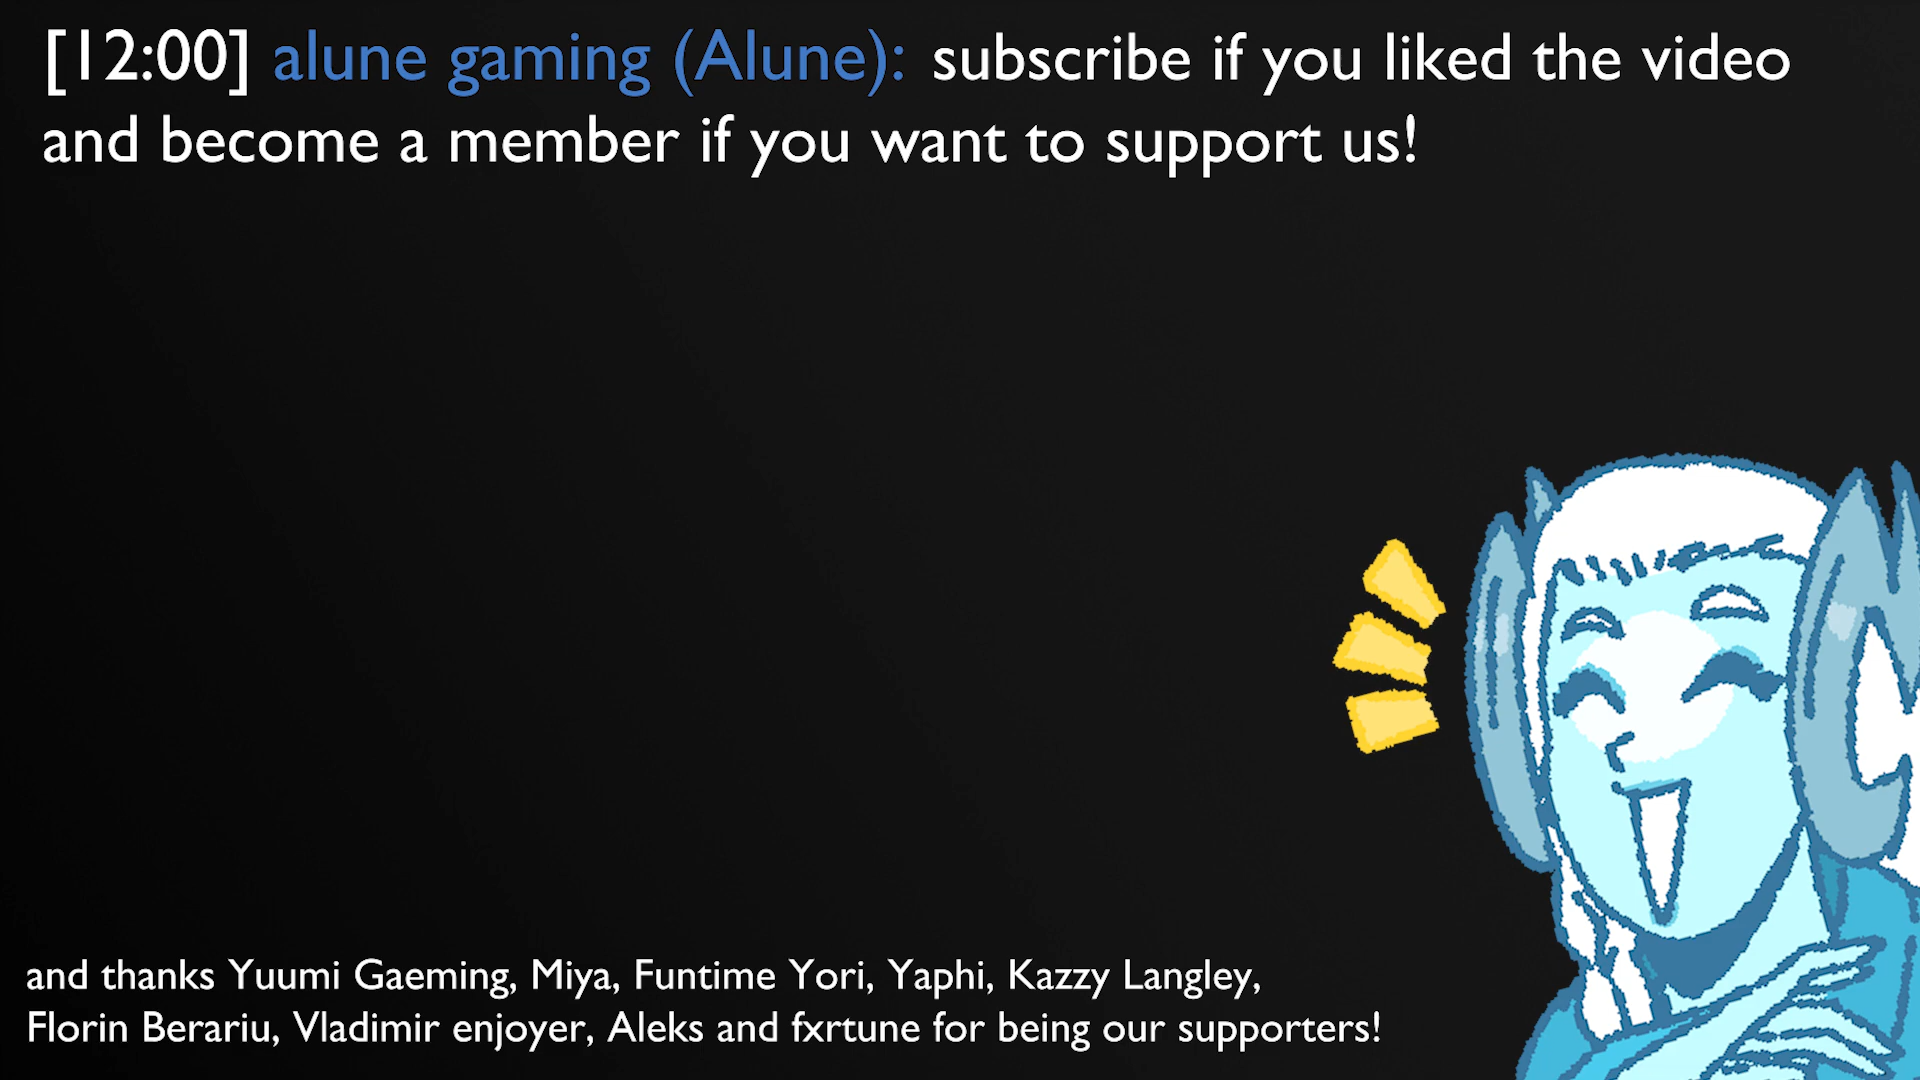 [12:00] alune gaming (Alune): subscribe if you liked the video
and become a member if you want to support us!
and thanks Yuumi Gaeming, Miya, Funtime Yori, Yaphi, Kazzy Langley,
Florin Berariu, Vladimir enjoyer, Aleks and fxrtune for being our supporters!